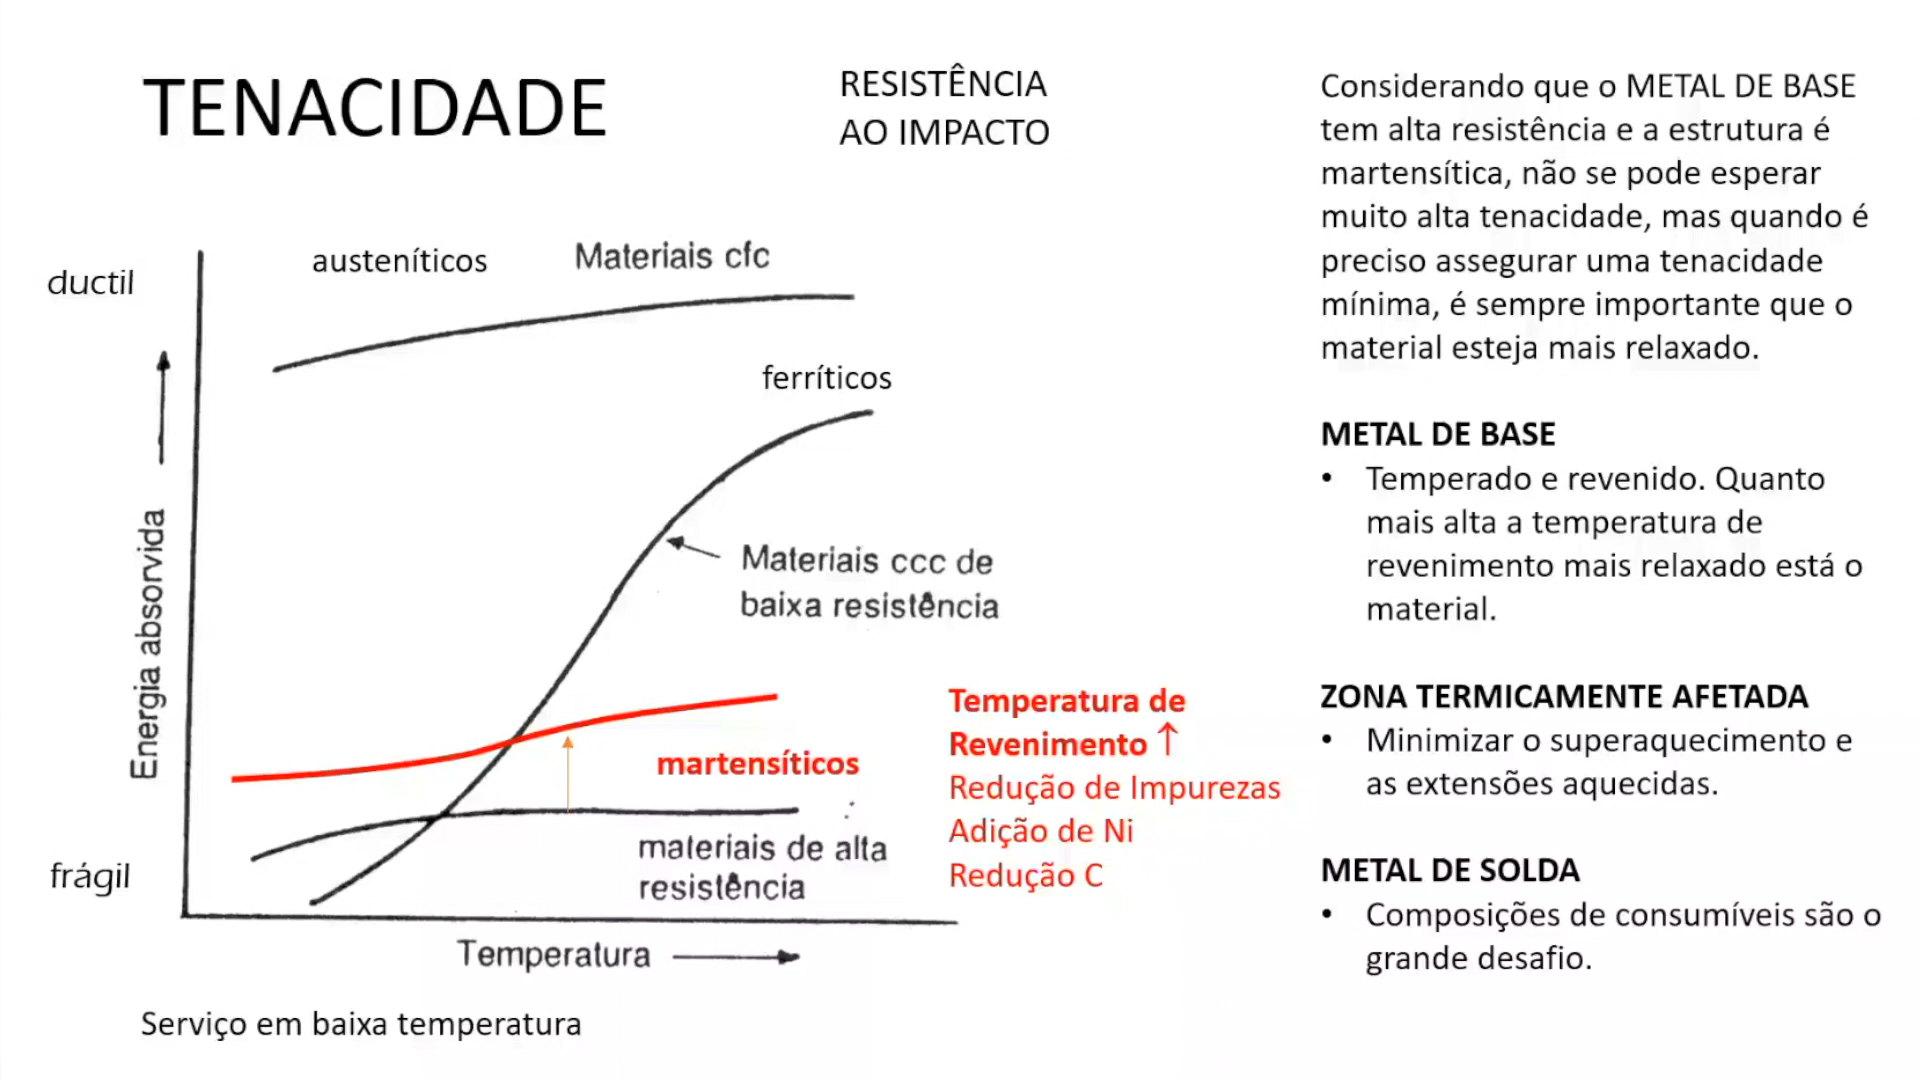 TENACIDADE
RESISTÊNCIA
AO IMPACTO
ductil
austeníticos
Materiais cfc
ferríticos
Energia absorvida
Materiais ccc de
baixa resistência
martensíticos
materiais de alta
resistência
frágil
Temperatura
Serviço em baixa temperatura
Temperatura de
Revenimento ↑
Redução de Impurezas
Adição de Ni
Redução C
Considerando que o METAL DE BASE
tem alta resistência e a estrutura é
martensítica, não se pode esperar
muito alta tenacidade, mas quando é
preciso assegurar uma tenacidade
mínima, é sempre importante que o
material esteja mais relaxado.
METAL DE BASE
• Temperado e revenido. Quanto
mais alta a temperatura de
revenimento mais relaxado está o
material.
ZONA TERMICAMENTE AFETADA
• Minimizar o superaquecimento e
as extensões aquecidas.
METAL DE SOLDA
• Composições de consumíveis são o
grande desafio.